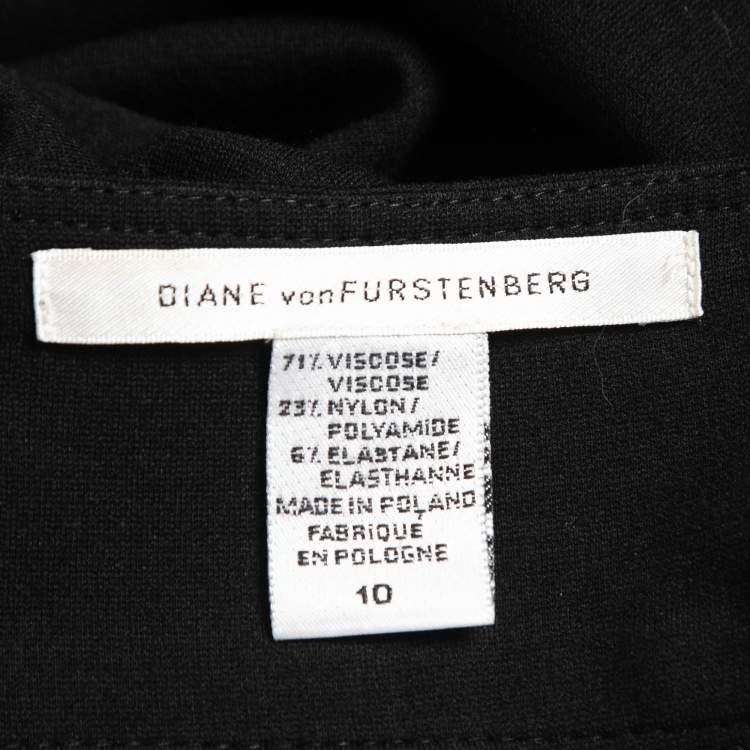 DIANE vonFURSTENBERG
71% VISCOSE/
VISCOSE
23% NYLON/
POLYAMIDE
6% ELASTANE/
ELASTHANNE
MADE IN POLAND
FABRIQUE
EN POLOGNE
10